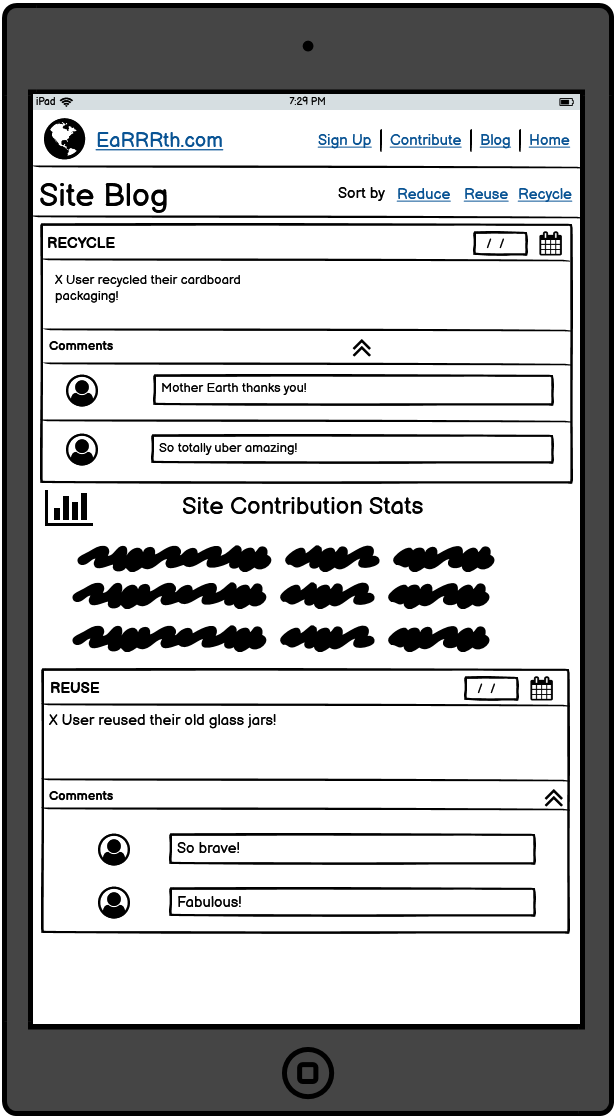 iPad 7:29 PM
EaRRRth.com Sign Up Contribute Blog Home
Site Blog Sort by Reduce Reuse Recycle
RECYCLE / /
X User recycled their cardboard
packaging!
Comments
Mother Earth thanks you!
So totally uber amazing!
Site Contribution Stats
REUSE / /
X User reused their old glass jars!
Comments
So brave!
Fabulous!